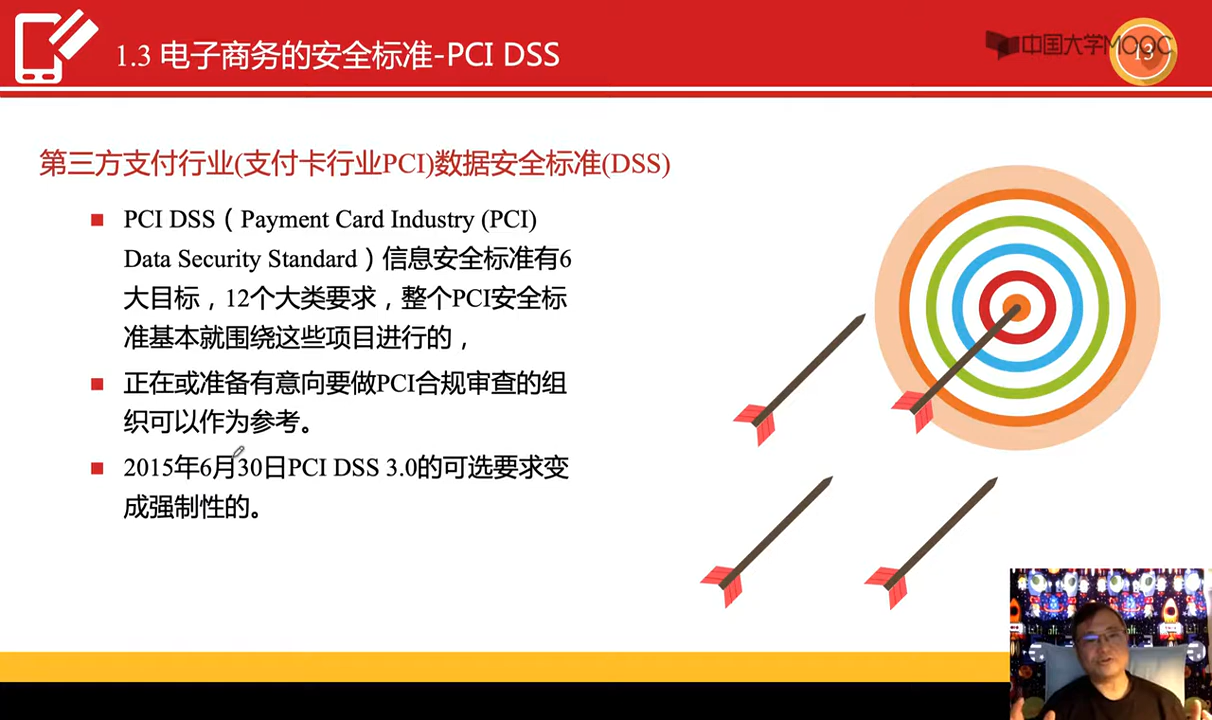 1.3 电子商务的安全标准-PCI DSS
中国大学MOOC
13
第三方支付行业(支付卡行业PCI)数据安全标准(DSS)
PCI DSS（Payment Card Industry (PCI)
Data Security Standard）信息安全标准有6
大目标，12个大类要求，整个PCI安全标
准基本就围绕这些项目进行的，
正在或准备有意向要做PCI合规审查的组
织可以作为参考。
2015年6月30日PCI DSS 3.0的可选要求变
成强制性的。